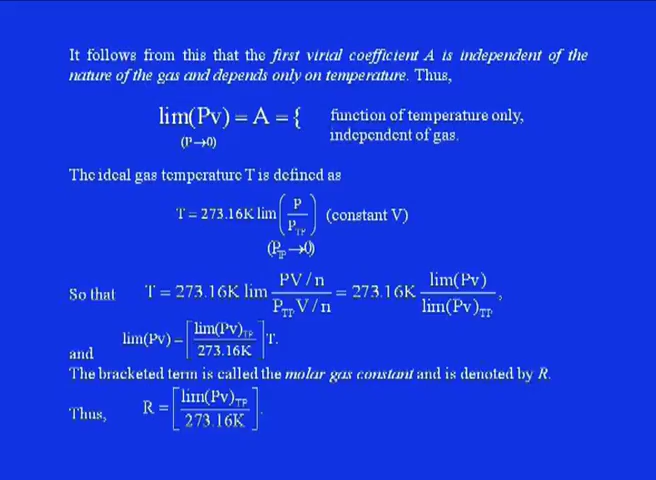 It follows from this that the first virial coefficient A is independent of the
nature of the gas and depends only on temperature. Thus,
lim(Pv) = A = { function of temperature only,
(P→0) independent of gas.
The ideal gas temperature T is defined as
T = 273.16K lim (P / P_TP) (constant V)
(P_TP →0)
So that T = 273.16K lim (PV/n) / (P_TP V/n) = 273.16K lim(Pv) / lim(Pv)_TP,
and lim(Pv) = [lim(Pv)_TP / 273.16K] T.
The bracketed term is called the molar gas constant and is denoted by R.
Thus, R = [lim(Pv)_TP / 273.16K].